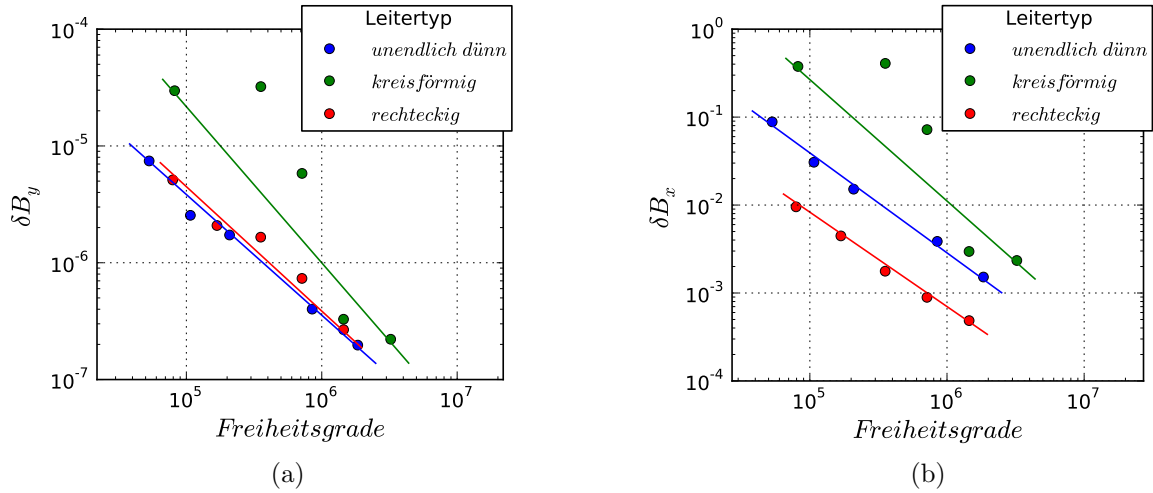 Leitertyp
unendlich dünn
kreisförmig
rechteckig
10^-4
10^-5
10^-6
10^-7
δB_y
10^5 10^6 10^7
Freiheitsgrade
(a)
Leitertyp
unendlich dünn
kreisförmig
rechteckig
10^0
10^-1
10^-2
10^-3
10^-4
δB_x
10^5 10^6 10^7
Freiheitsgrade
(b)